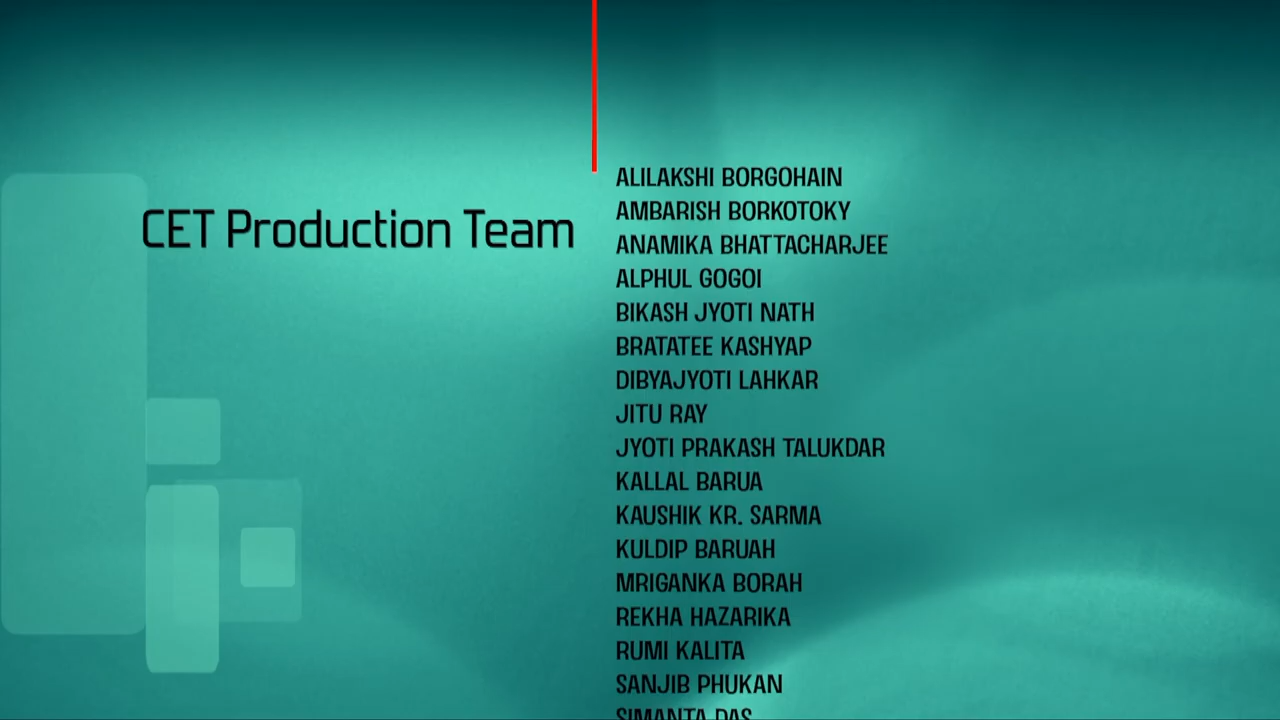 CET Production Team
ALILAKSHI BORGOHAIN
AMBARISH BORKOTOKY
ANAMIKA BHATTACHARJEE
ALPHUL GOGOI
BIKASH JYOTI NATH
BRATATEE KASHYAP
DIBYAJYOTI LAHKAR
JITU RAY
JYOTI PRAKASH TALUKDAR
KALLAL BARUA
KAUSHIK KR. SARMA
KULDIP BARUAH
MRIGANKA BORAH
REKHA HAZARIKA
RUMI KALITA
SANJIB PHUKAN
SIMANTA DAS